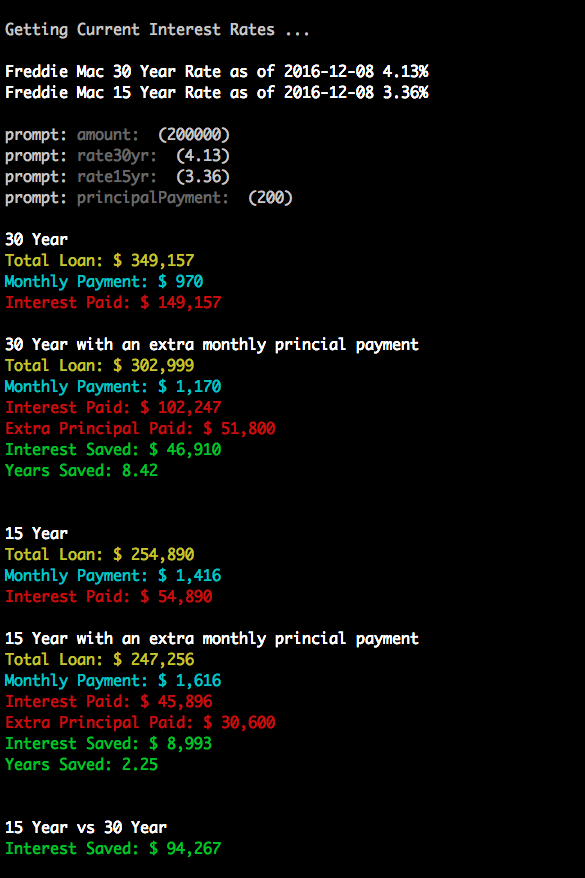 Getting Current Interest Rates ...
Freddie Mac 30 Year Rate as of 2016-12-08 4.13%
Freddie Mac 15 Year Rate as of 2016-12-08 3.36%
prompt: amount:  (200000)
prompt: rate30yr:  (4.13)
prompt: rate15yr:  (3.36)
prompt: principalPayment:  (200)
30 Year
Total Loan: $ 349,157
Monthly Payment: $ 970
Interest Paid: $ 149,157
30 Year with an extra monthly princial payment
Total Loan: $ 302,999
Monthly Payment: $ 1,170
Interest Paid: $ 102,247
Extra Principal Paid: $ 51,800
Interest Saved: $ 46,910
Years Saved: 8.42
15 Year
Total Loan: $ 254,890
Monthly Payment: $ 1,416
Interest Paid: $ 54,890
15 Year with an extra monthly princial payment
Total Loan: $ 247,256
Monthly Payment: $ 1,616
Interest Paid: $ 45,896
Extra Principal Paid: $ 30,600
Interest Saved: $ 8,993
Years Saved: 2.25
15 Year vs 30 Year
Interest Saved: $ 94,267